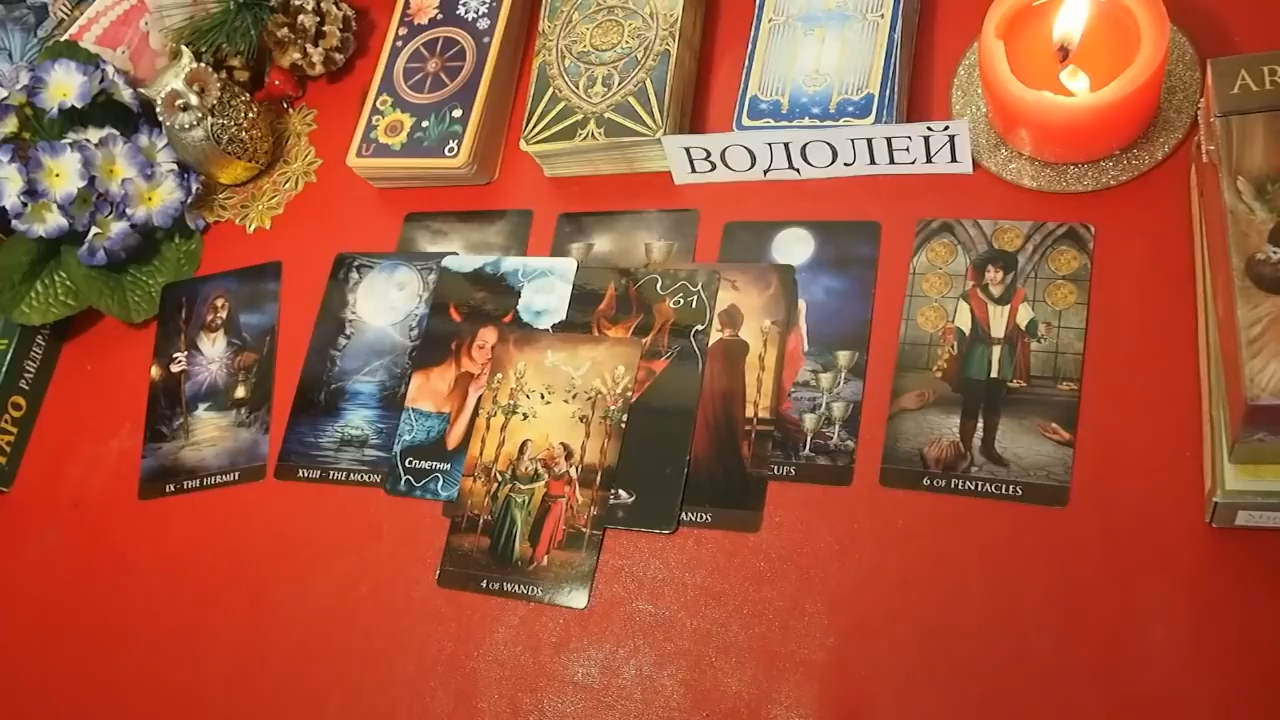 ВОДОЛЕЙ
AR
ТАРО РАЙДЕРА
IX - THE HERMIT
XVIII - THE MOON
Сплетни
61
4 OF WANDS
ANDS
CUPS
6 OF PENTACLES